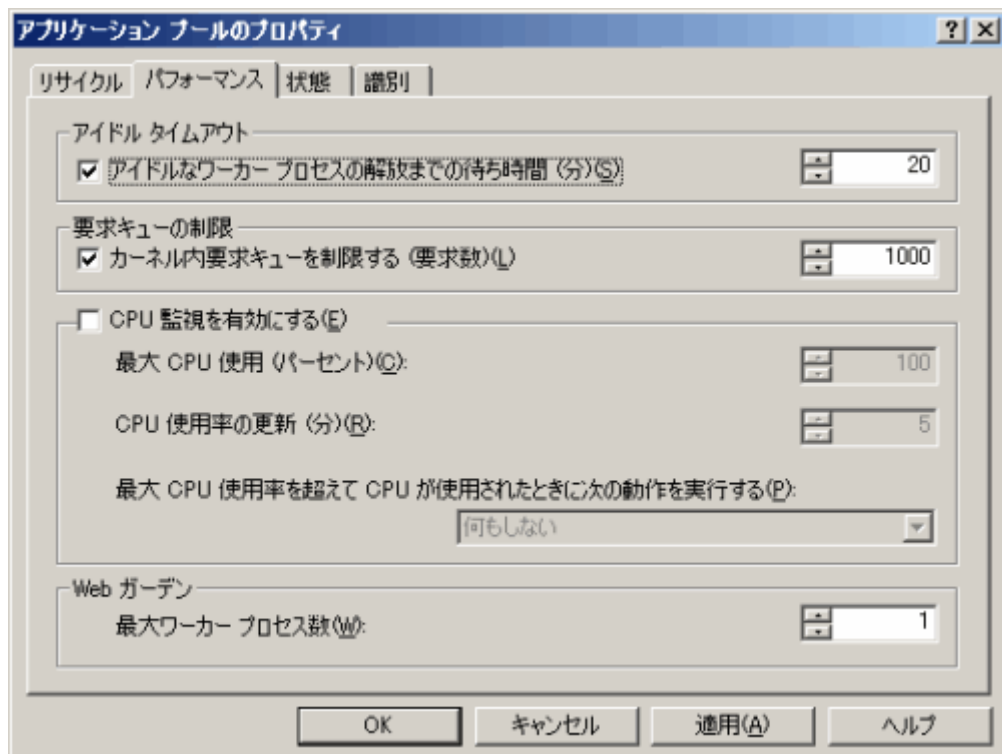 アプリケーション プールのプロパティ
リサイクル パフォーマンス 状態 識別
アイドル タイムアウト
アイドルなワーカー プロセスの解放までの待ち時間 (分)(S) 20
要求キューの制限
カーネル内要求キューを制限する (要求数)(L) 1000
CPU 監視を有効にする(E)
最大 CPU 使用 (パーセント)(C): 100
CPU 使用率の更新 (分)(R): 5
最大 CPU 使用率を超えて CPU が使用されたときに次の動作を実行する(P):
何もしない
Web ガーデン
最大ワーカー プロセス数(W): 1
OK キャンセル 適用(A) ヘルプ